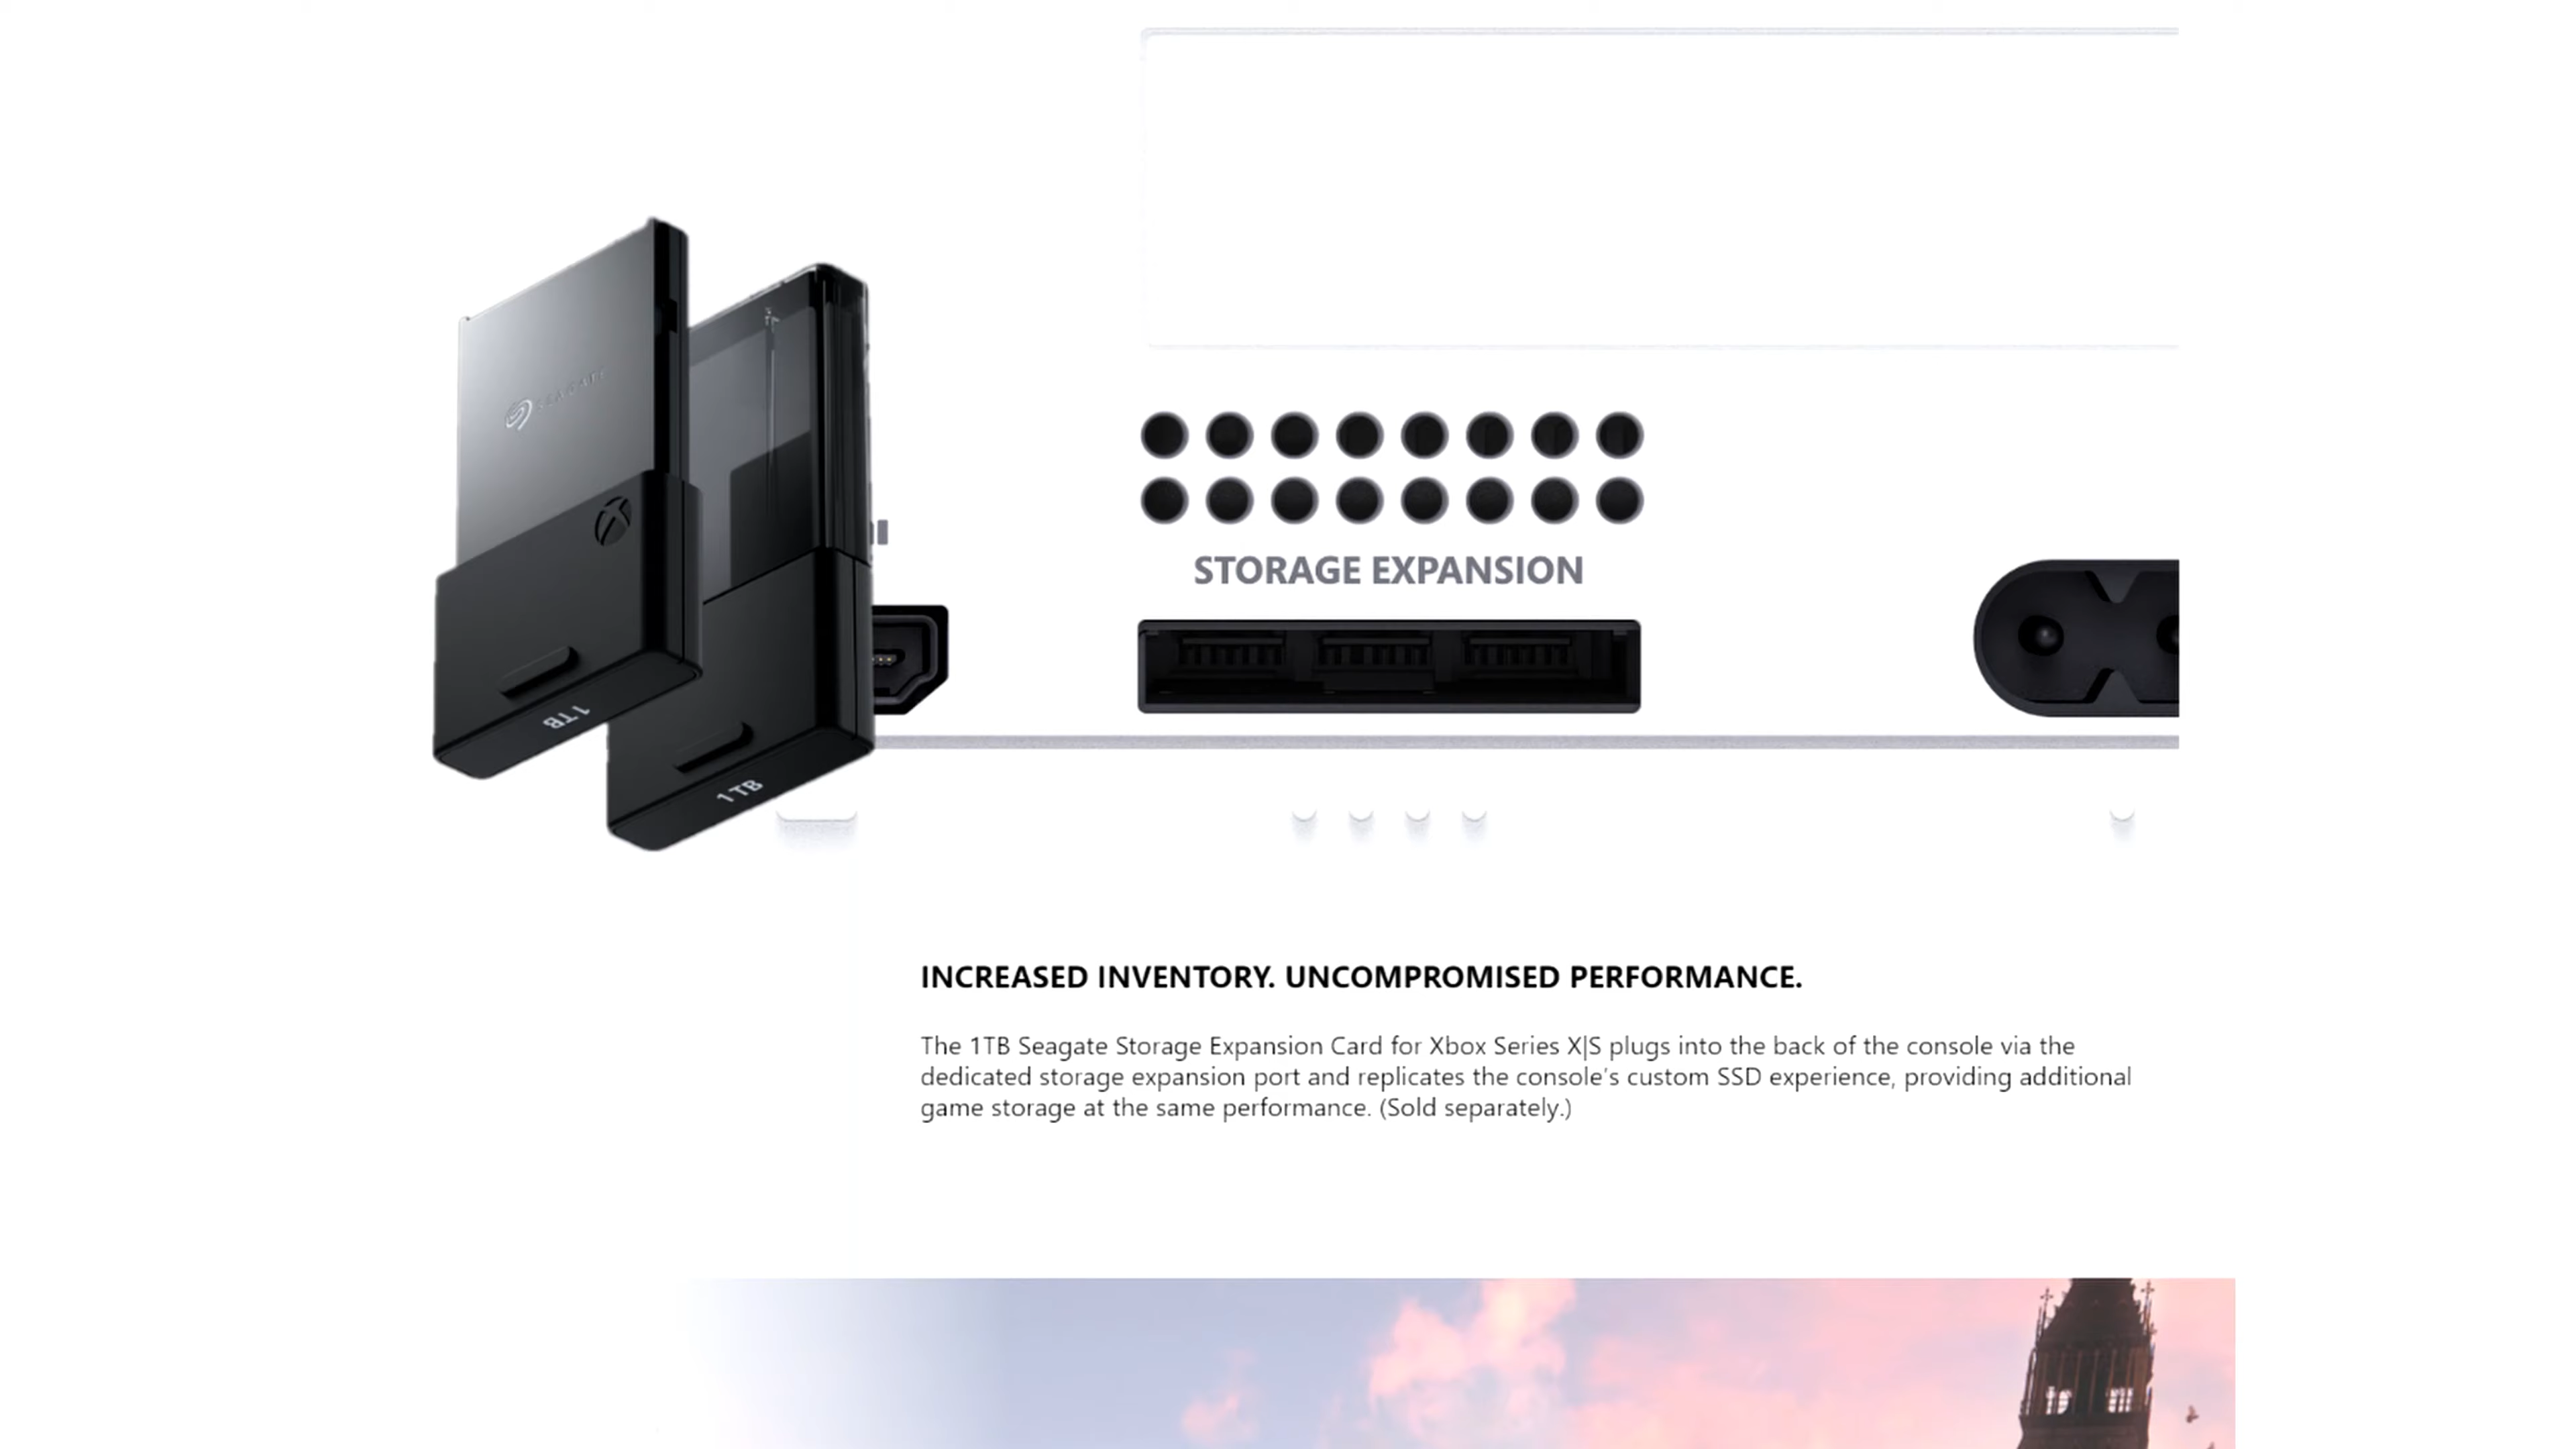 SEAGATE
1TB
1TB
STORAGE EXPANSION
INCREASED INVENTORY. UNCOMPROMISED PERFORMANCE.
The 1TB Seagate Storage Expansion Card for Xbox Series X|S plugs into the back of the console via the
dedicated storage expansion port and replicates the console's custom SSD experience, providing additional
game storage at the same performance. (Sold separately.)